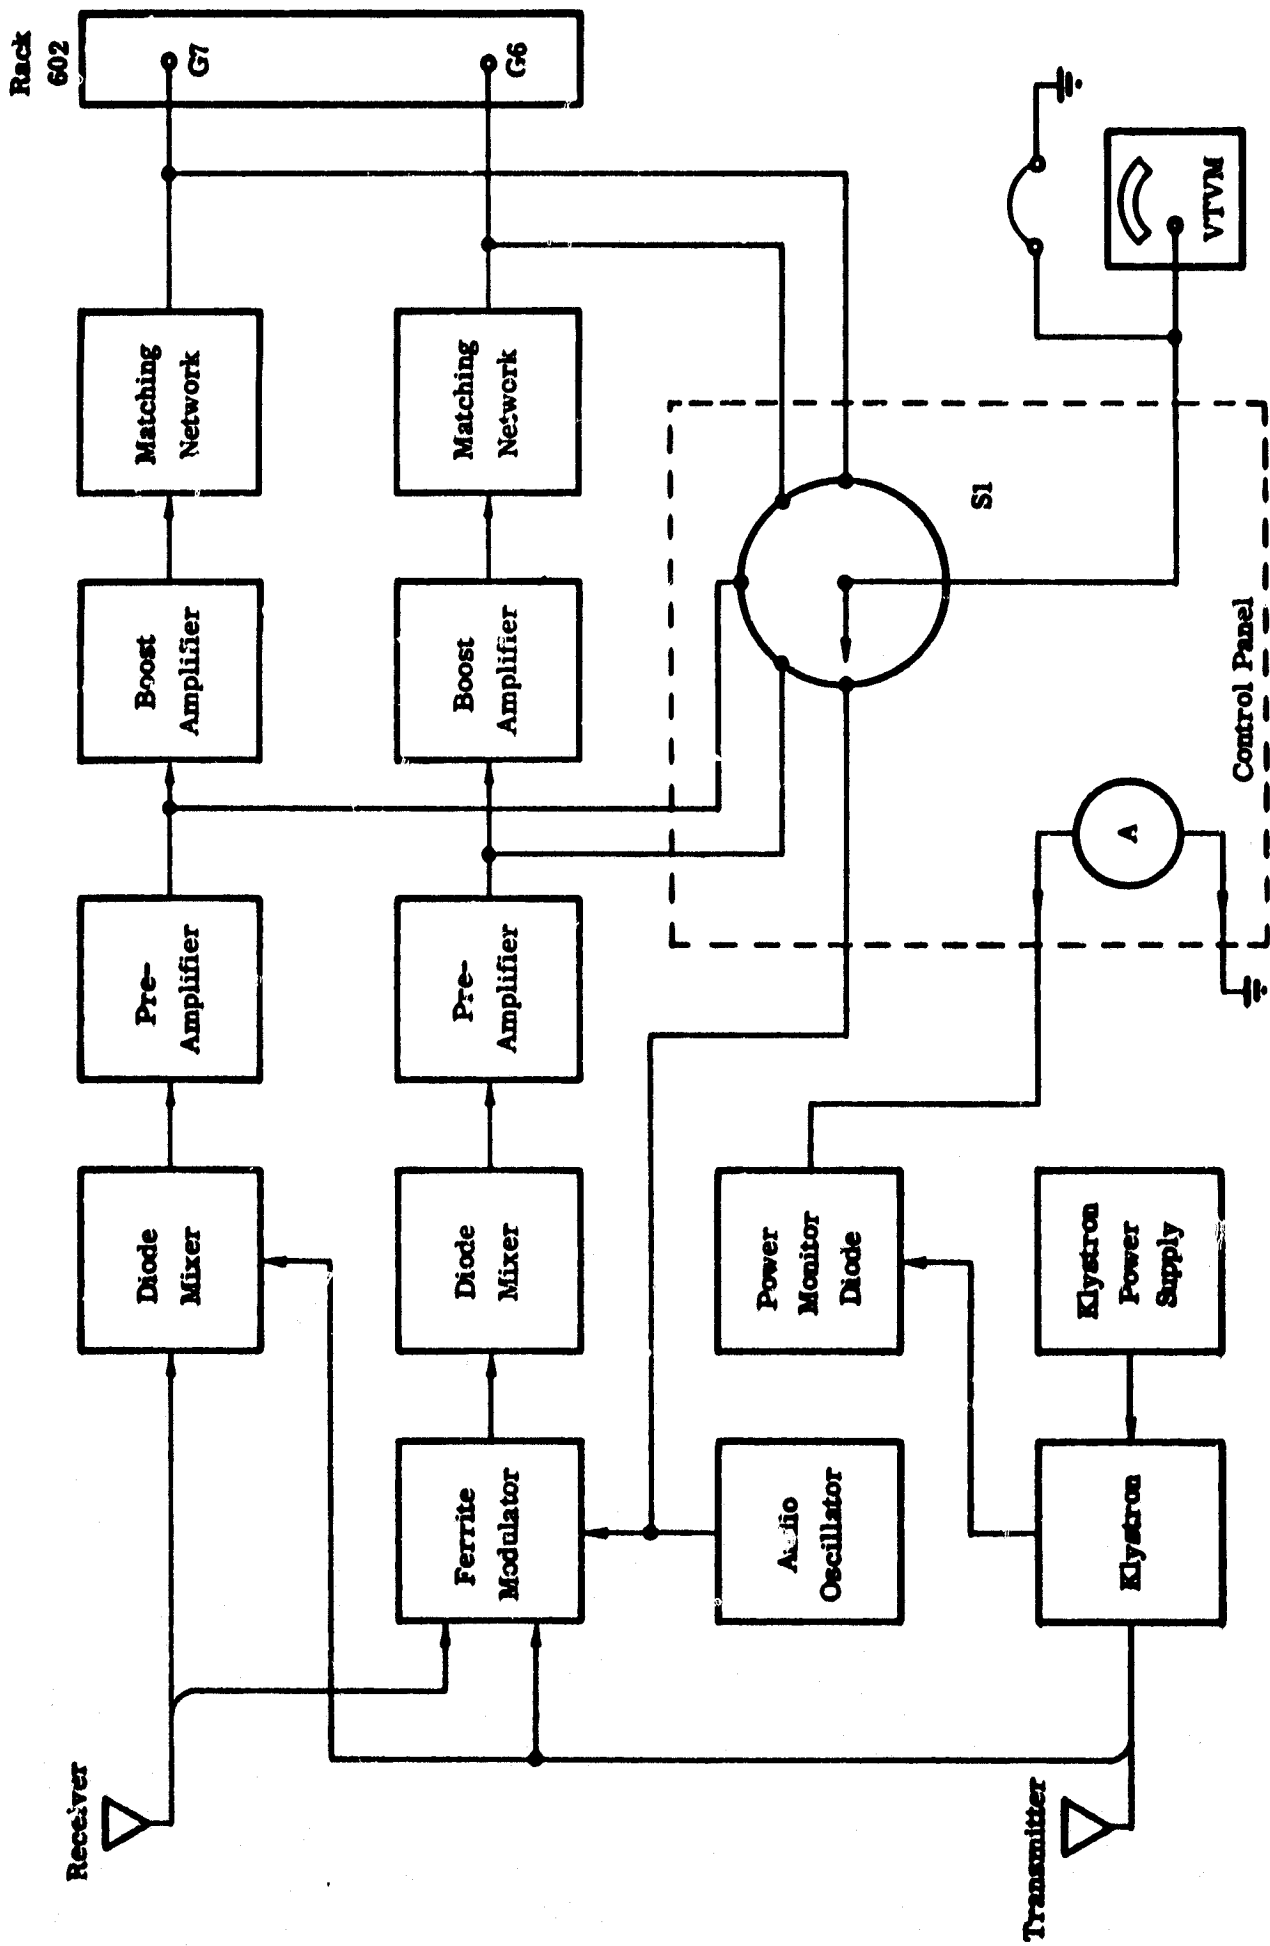 Receiver
Diode
Mixer
Pre-
Amplifier
Boost
Amplifier
Matching
Network
Rack
602
G7
Ferrite
Modulator
Diode
Mixer
Pre-
Amplifier
Boost
Amplifier
Matching
Network
G6
Audio
Oscillator
Power
Monitor
Diode
S1
Transmitter
Klystron
Klystron
Power
Supply
A
Control Panel
VTVM